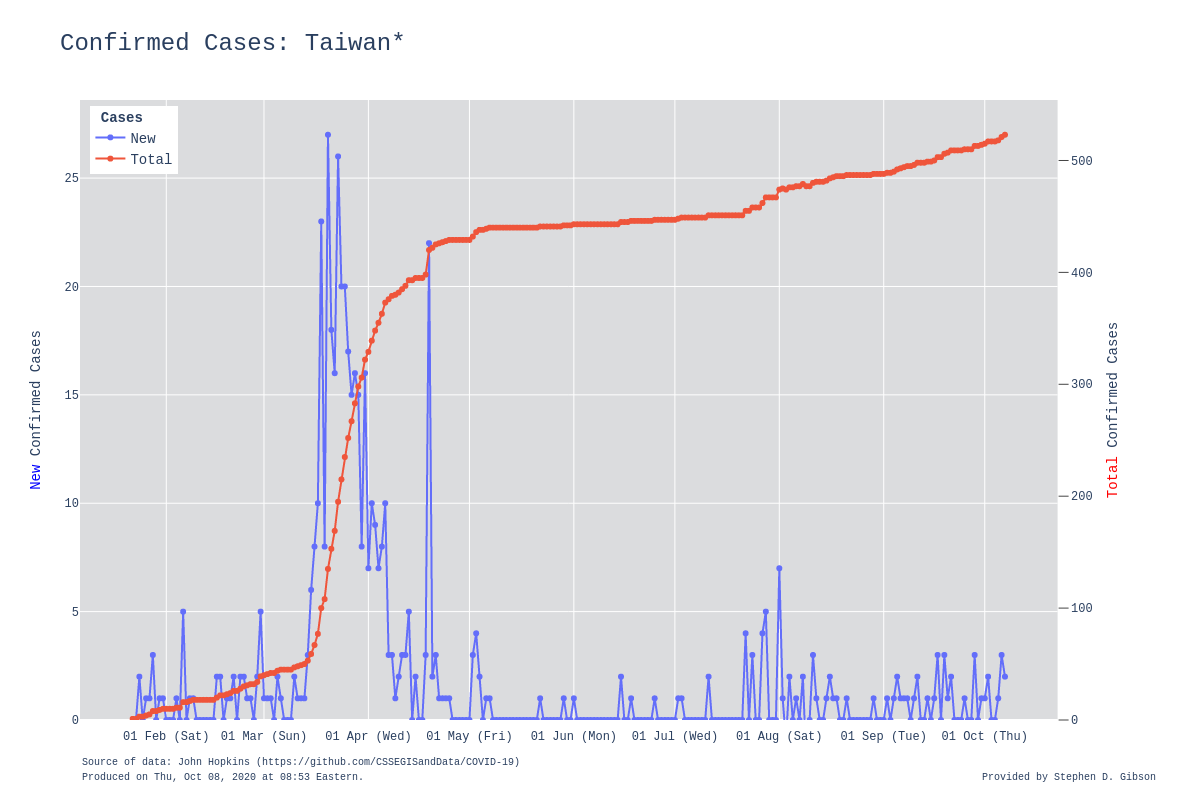 Confirmed Cases: Taiwan*
Cases
New
Total
25
20
15
10
5
0
500
400
300
200
100
0
New Confirmed Cases
Total Confirmed Cases
01 Feb (Sat) 01 Mar (Sun) 01 Apr (Wed) 01 May (Fri) 01 Jun (Mon) 01 Jul (Wed) 01 Aug (Sat) 01 Sep (Tue) 01 Oct (Thu)
Source of data: John Hopkins (https://github.com/CSSEGISandData/COVID-19)
Produced on Thu, Oct 08, 2020 at 08:53 Eastern.
Provided by Stephen D. Gibson